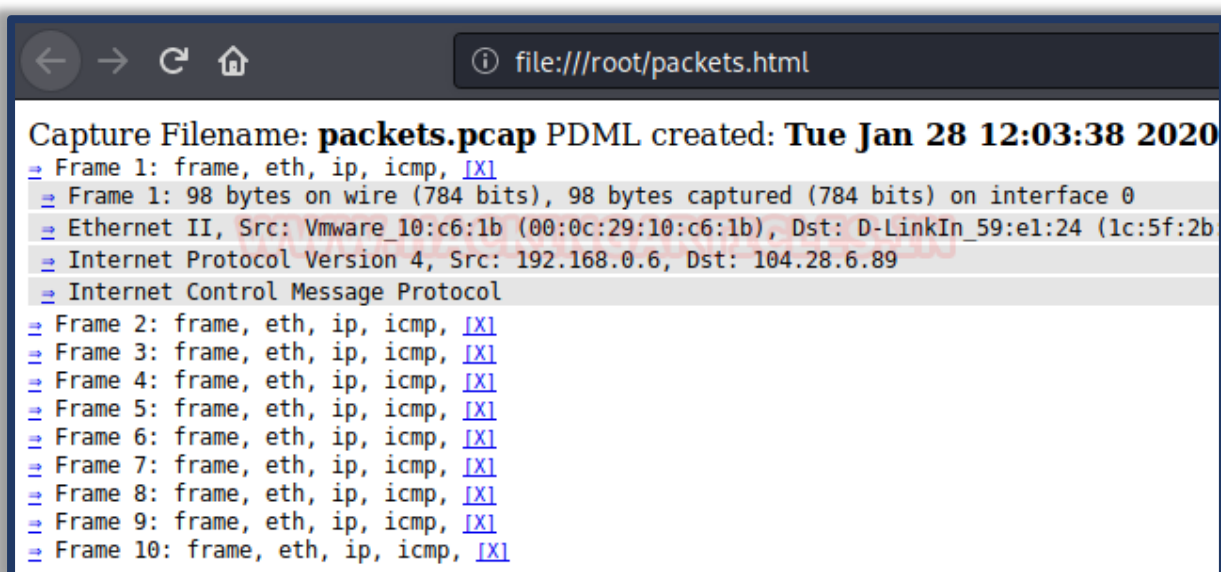 file:///root/packets.html
Capture Filename: packets.pcap PDML created: Tue Jan 28 12:03:38 2020
⇒ Frame 1: frame, eth, ip, icmp, [X]
⇒ Frame 1: 98 bytes on wire (784 bits), 98 bytes captured (784 bits) on interface 0
⇒ Ethernet II, Src: Vmware_10:c6:1b (00:0c:29:10:c6:1b), Dst: D-LinkIn_59:e1:24 (1c:5f:2b
⇒ Internet Protocol Version 4, Src: 192.168.0.6, Dst: 104.28.6.89
⇒ Internet Control Message Protocol
⇒ Frame 2: frame, eth, ip, icmp, [X]
⇒ Frame 3: frame, eth, ip, icmp, [X]
⇒ Frame 4: frame, eth, ip, icmp, [X]
⇒ Frame 5: frame, eth, ip, icmp, [X]
⇒ Frame 6: frame, eth, ip, icmp, [X]
⇒ Frame 7: frame, eth, ip, icmp, [X]
⇒ Frame 8: frame, eth, ip, icmp, [X]
⇒ Frame 9: frame, eth, ip, icmp, [X]
⇒ Frame 10: frame, eth, ip, icmp, [X]